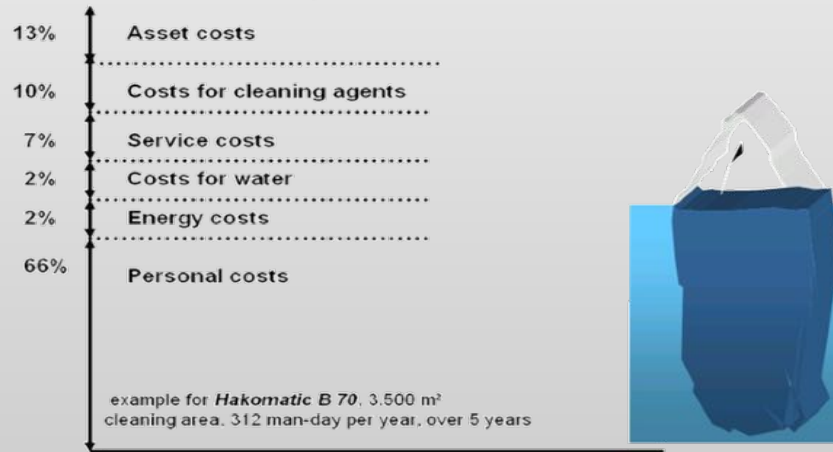 13% Asset costs
10% Costs for cleaning agents
7% Service costs
2% Costs for water
2% Energy costs
66% Personal costs
example for Hakomatic B 70, 3.500 m²
cleaning area, 312 man-day per year, over 5 years